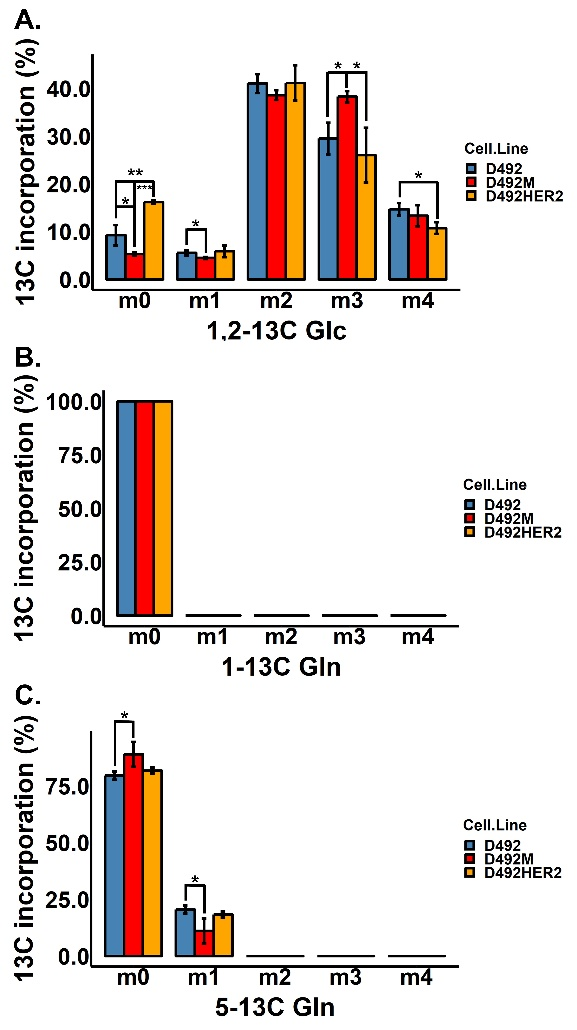 A.
13C incorporation (%)
40.0
30.0
20.0
10.0
0.0
** *** * * * * *
m0 m1 m2 m3 m4
1,2-13C Glc
Cell.Line
D492
D492M
D492HER2
B.
13C incorporation (%)
100.0
75.0
50.0
25.0
0.0
m0 m1 m2 m3 m4
1-13C Gln
Cell.Line
D492
D492M
D492HER2
C.
13C incorporation (%)
75.0
50.0
25.0
0.0
* *
m0 m1 m2 m3 m4
5-13C Gln
Cell.Line
D492
D492M
D492HER2